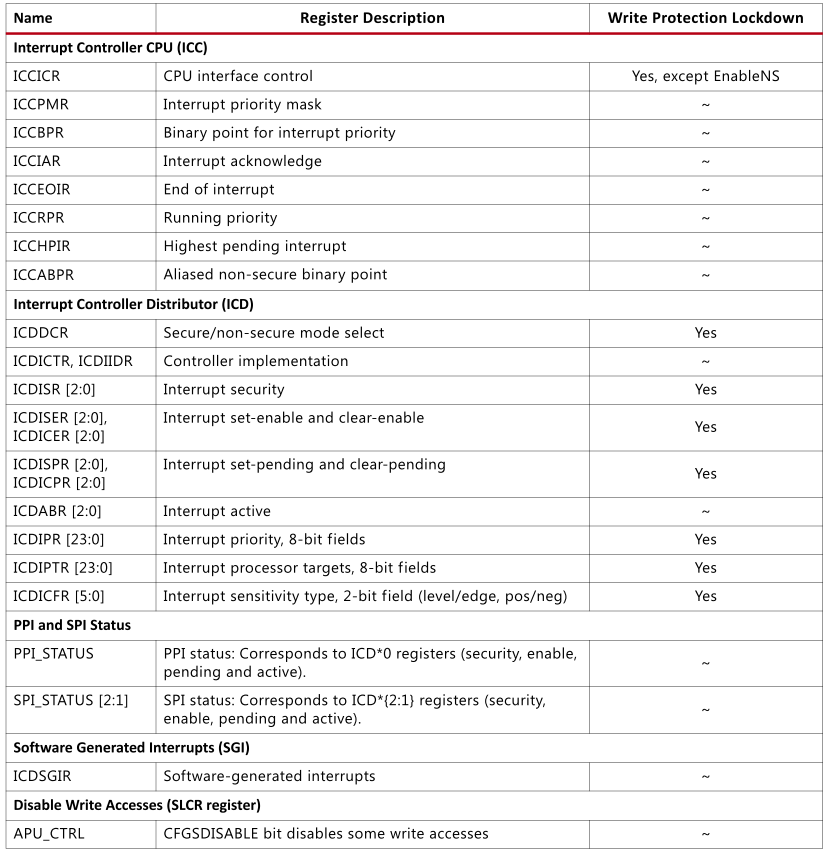 Name Register Description Write Protection Lockdown
Interrupt Controller CPU (ICC)
ICCICR CPU interface control Yes, except EnableNS
ICCPMR Interrupt priority mask ~
ICCBPR Binary point for interrupt priority ~
ICCIAR Interrupt acknowledge ~
ICCEOIR End of interrupt ~
ICCRPR Running priority ~
ICCHPIR Highest pending interrupt ~
ICCABPR Aliased non-secure binary point ~
Interrupt Controller Distributor (ICD)
ICDDCR Secure/non-secure mode select Yes
ICDICTR, ICDIIDR Controller implementation ~
ICDISR [2:0] Interrupt security Yes
ICDISER [2:0], Interrupt set-enable and clear-enable Yes
ICDICER [2:0]
ICDISPR [2:0], Interrupt set-pending and clear-pending Yes
ICDICPR [2:0]
ICDABR [2:0] Interrupt active ~
ICDIPR [23:0] Interrupt priority, 8-bit fields Yes
ICDIPTR [23:0] Interrupt processor targets, 8-bit fields Yes
ICDICFR [5:0] Interrupt sensitivity type, 2-bit field (level/edge, pos/neg) Yes
PPI and SPI Status
PPI_STATUS PPI status: Corresponds to ICD*0 registers (security, enable, ~
pending and active).
SPI_STATUS [2:1] SPI status: Corresponds to ICD*{2:1} registers (security, ~
enable, pending and active).
Software Generated Interrupts (SGI)
ICDSGIR Software-generated interrupts ~
Disable Write Accesses (SLCR register)
APU_CTRL CFGSDISABLE bit disables some write accesses ~